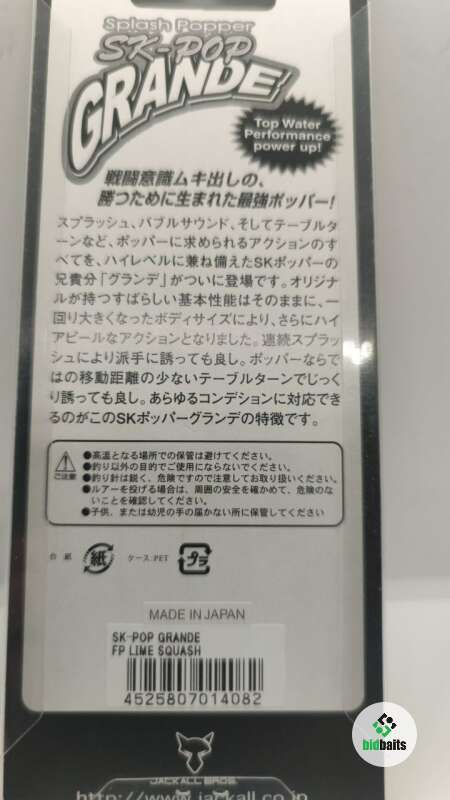 Splash Popper
SK-POP
GRANDE
Top Water
Performance
power up!
戦闘意識ムキ出しの、
勝つために生まれた最強ポッパー!
スプラッシュ、バブルサウンド、そしてテーブルタ
ーンなど、ポッパーに求められるアクションのす
べてを、ハイレベルに兼ね備えたSKポッパーの
兄貴分「グランデ」がついに登場です。オリジナ
ルが持つすばらしい基本性能はそのままに、一
回り大きくなったボディサイズにより、さらにハイ
アピールなアクションとなりました。連続スプラッ
シュにより派手に誘っても良し。ポッパーならで
はの移動距離の少ないテーブルターンでじっく
り誘っても良し。あらゆるコンデションに対応でき
るのがこのSKポッパーグランデの特徴です。
ご注意
●高温となる場所での保管は避けてください。
●釣り以外の目的でご使用にならないでください。
●釣り針は鋭く、危険ですので注意してお取り扱いください。
●ルアーを投げる場合は、周囲の安全を確かめて、危険のな
いことを確認してください。
●子供、または幼児の手の届かない所に保管してください
台紙 紙 ケース:PET プラ
MADE IN JAPAN
SK-POP GRANDE
FP LIME SQUASH
4525807014082
bidbaits
JACKALL BROS.
http://www.jackall.co.jp